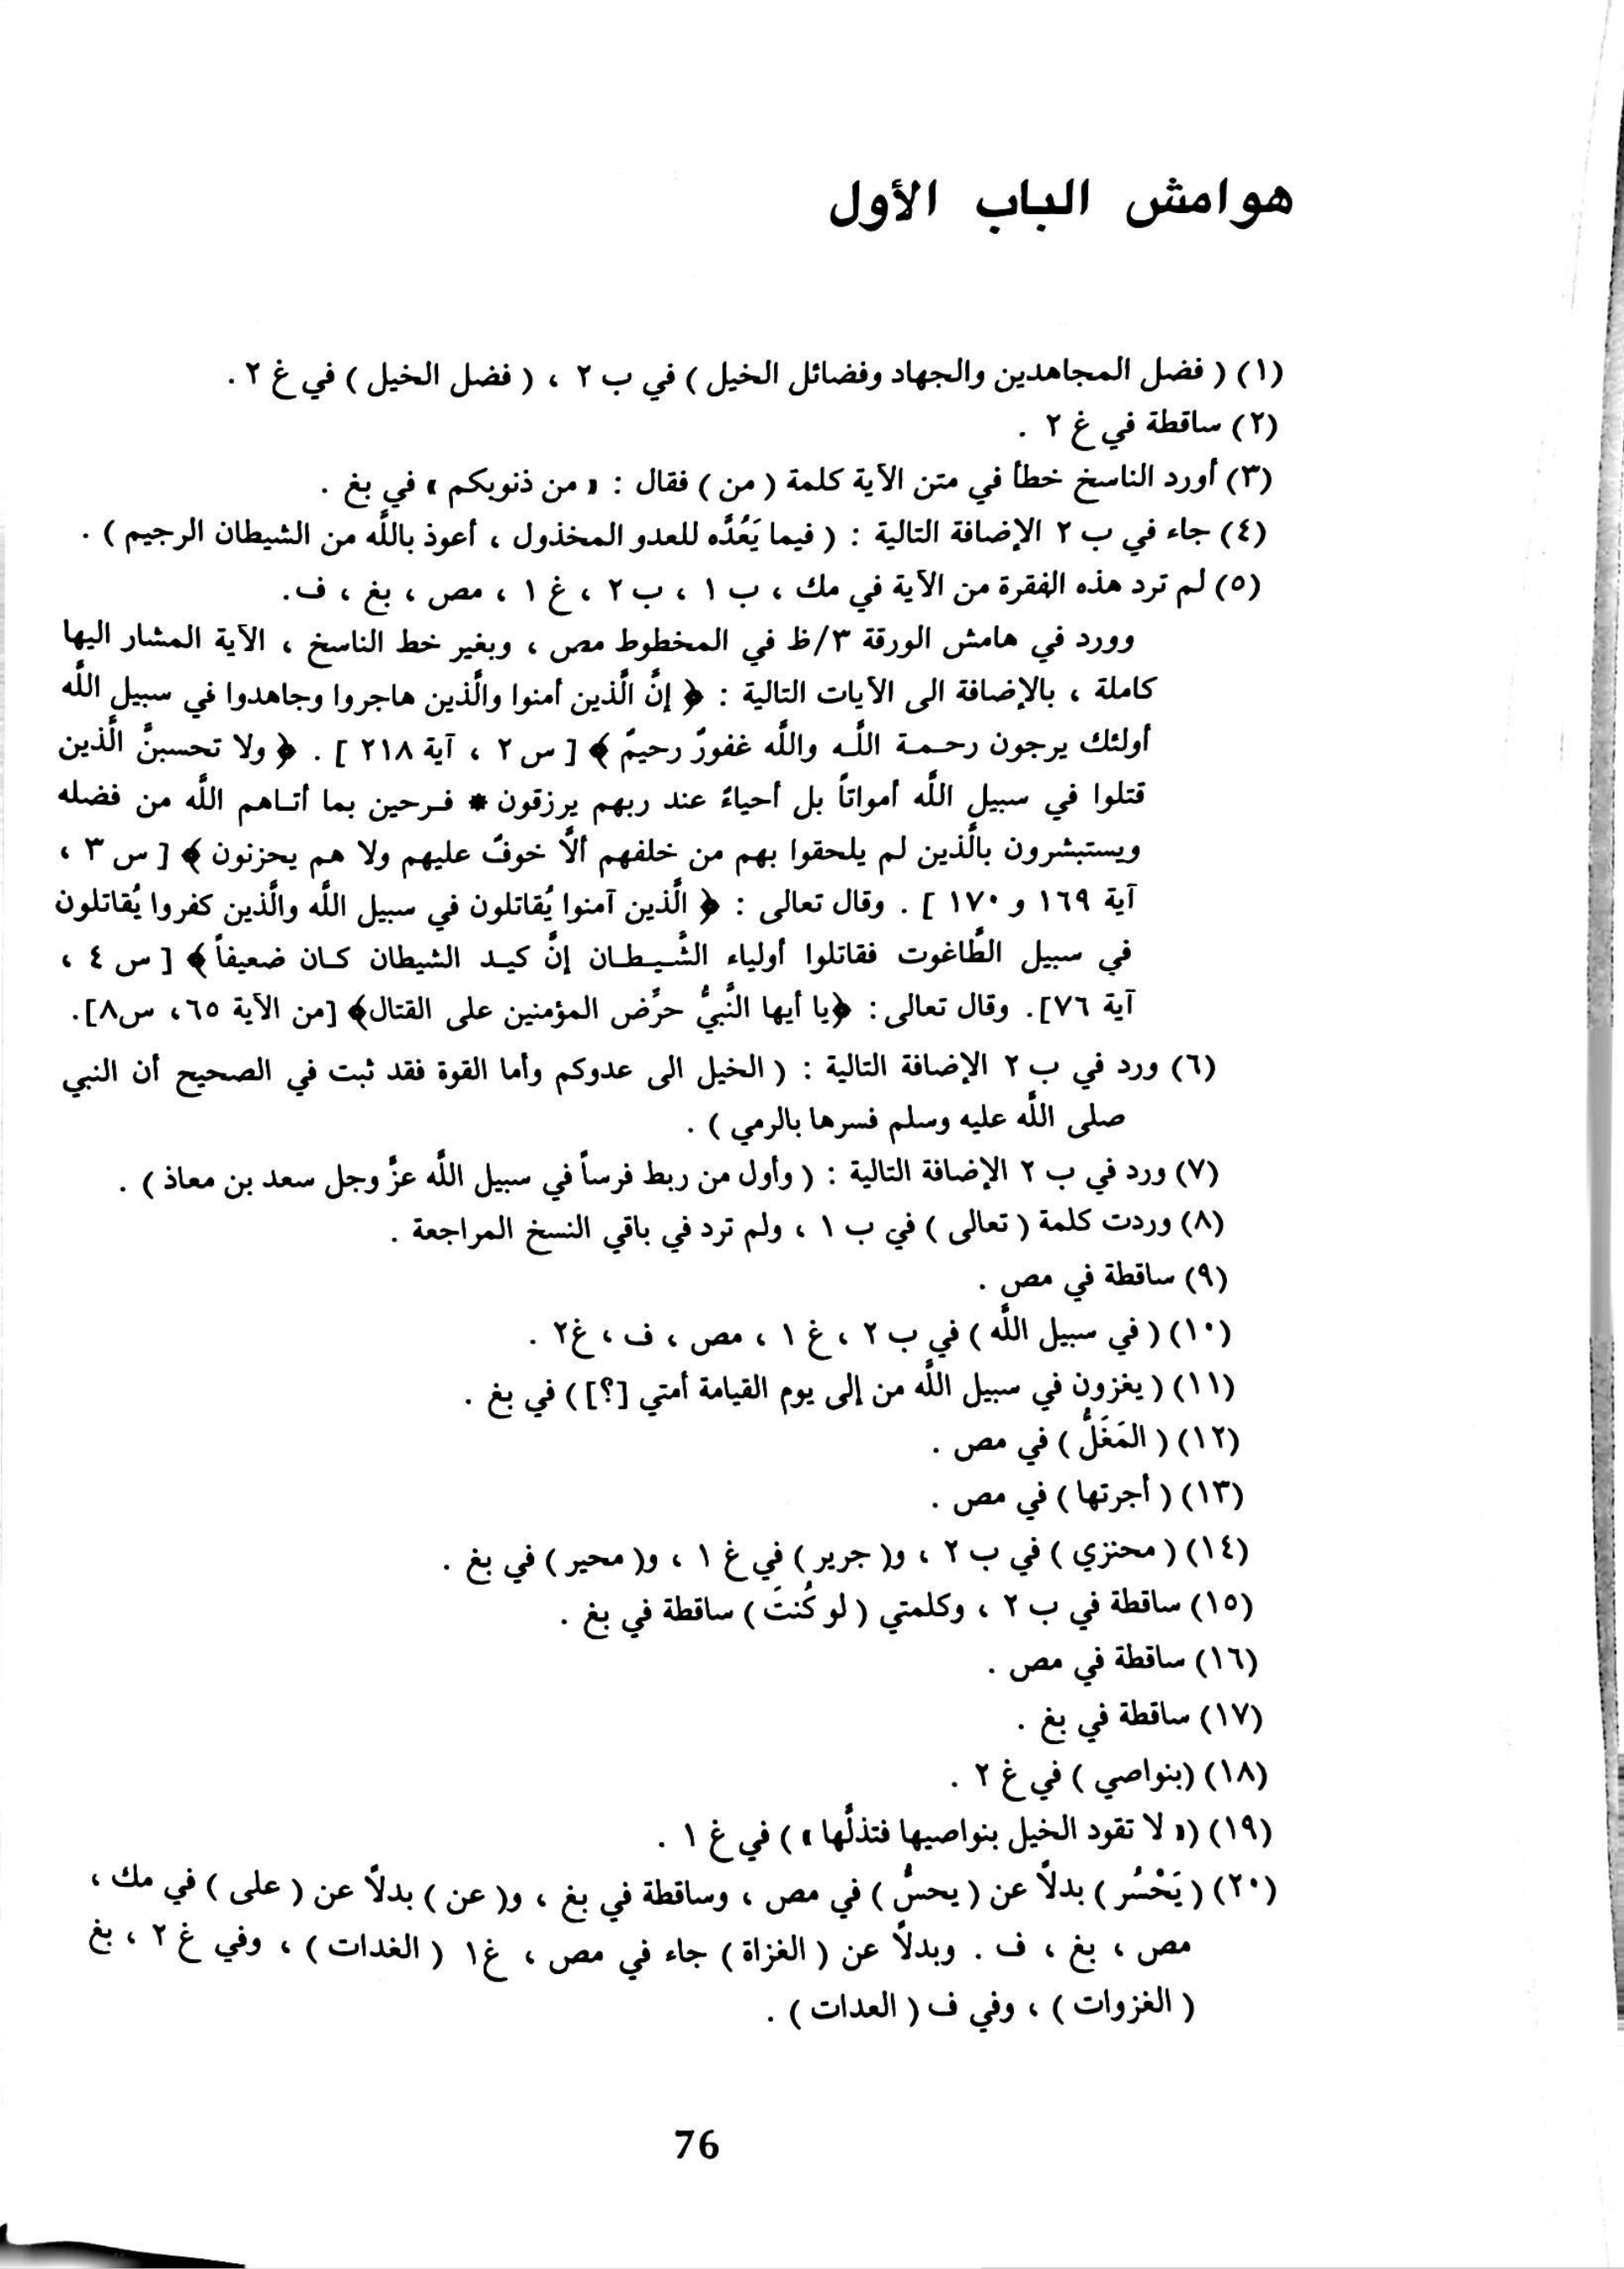 هوامش الباب الأول
(١) ( فضل المجاهدين والجهاد وفضائل الخيل ) في ب ٢ ، ( فضل الخيل ) في غ ٢ .
(٢) ساقطة في غ ٢ .
(٣) أورد الناسخ خطأ في متن الآية كلمة ( من ) فقال : « من ذنوبكم » في بغ .
(٤) جاء في ب ٢ الإضافة التالية : ( فيما يَعُدُّه للعدو المخذول ، أعوذ باللَّه من الشيطان الرجيم ) .
(٥) لم ترد هذه الفقرة من الآية في مك ، ب ١ ، ب ٢ ، غ ١ ، مص ، بغ ، ف.
وورد في هامش الورقة ٣/ظ في المخطوط مص ، وبغير خط الناسخ ، الآية المشار اليها
كاملة ، بالإضافة الى الآيات التالية : ﴿ إنَّ الَّذين أمنوا والَّذين هاجروا وجاهدوا في سبيل اللَّه
أولئك يرجون رحـمـة اللَّـه واللَّه غفورٌ رحيمٌ ﴾ [ س ٢ ، آية ٢١٨ ] . ﴿ ولا تحسبنَّ الَّذين
قتلوا في سبيل اللَّه أمواتاً بل أحياءٌ عند ربهم يرزقون * فـرحين بما أتـاهم اللَّه من فضله
ويستبشرون بالَّذين لم يلحقوا بهم من خلفهم ألَّا خوفٌ عليهم ولا هم يحزنون ﴾ [ س ٣ ،
آية ١٦٩ و ١٧٠ ] . وقال تعالى : ﴿ الَّذين آمنوا يُقاتلون في سبيل اللَّه والَّذين كفروا يُقاتلون
في سبيل الطَّاغوت فقاتلوا أولياء الشَّـيـطـان إنَّ كيـد الشيطان كـان ضعيفاً ﴾ [ س ٤ ،
آية ٧٦]. وقال تعالى: ﴿يا أيها النَّبيُّ حرِّض المؤمنين على القتال﴾ [من الآية ٦٥، س٨].
(٦) ورد في ب ٢ الإضافة التالية : ( الخيل الى عدوكم وأما القوة فقد ثبت في الصحيح أن النبي
صلى اللَّه عليه وسلم فسرها بالرمي ) .
(٧) ورد في ب ٢ الإضافة التالية : ( وأول من ربط فرساً في سبيل اللَّه عزَّ وجل سعد بن معاذ ) .
(٨) وردت كلمة ( تعالى ) في ب ١ ، ولم ترد في باقي النسخ المراجعة .
(٩) ساقطة في مص .
(١٠) ( في سبيل اللَّه ) في ب ٢ ، غ ١ ، مص ، ف ، غ٢ .
(١١) ( يغزون في سبيل اللَّه من إلى يوم القيامة أمتي [؟] ) في بغ .
(١٢) ( المَغَلُّ ) في مص .
(١٣) ( أجرتها ) في مص .
(١٤) ( محنزي ) في ب ٢ ، و( جرير ) في غ ١ ، و( محير ) في بغ .
(١٥) ساقطة في ب ٢ ، وكلمتي ( لو كُنتَ ) ساقطة في بغ .
(١٦) ساقطة في مص .
(١٧) ساقطة في بغ .
(١٨) (بنواصي ) في غ ٢ .
(١٩) (« لا تقود الخيل بنواصيها فتذلَّها » ) في غ ١ .
(٢٠) ( يَحْسُر ) بدلاً عن ( يحسُّ ) في مص ، وساقطة في بغ ، و( عن ) بدلاً عن ( على ) في مك ،
مص ، بغ ، ف . وبدلاً عن ( الغزاة ) جاء في مص ، غ١ ( الغدات ) ، وفي غ ٢ ، بغ
( الغزوات ) ، وفي ف ( العدات ) .
76